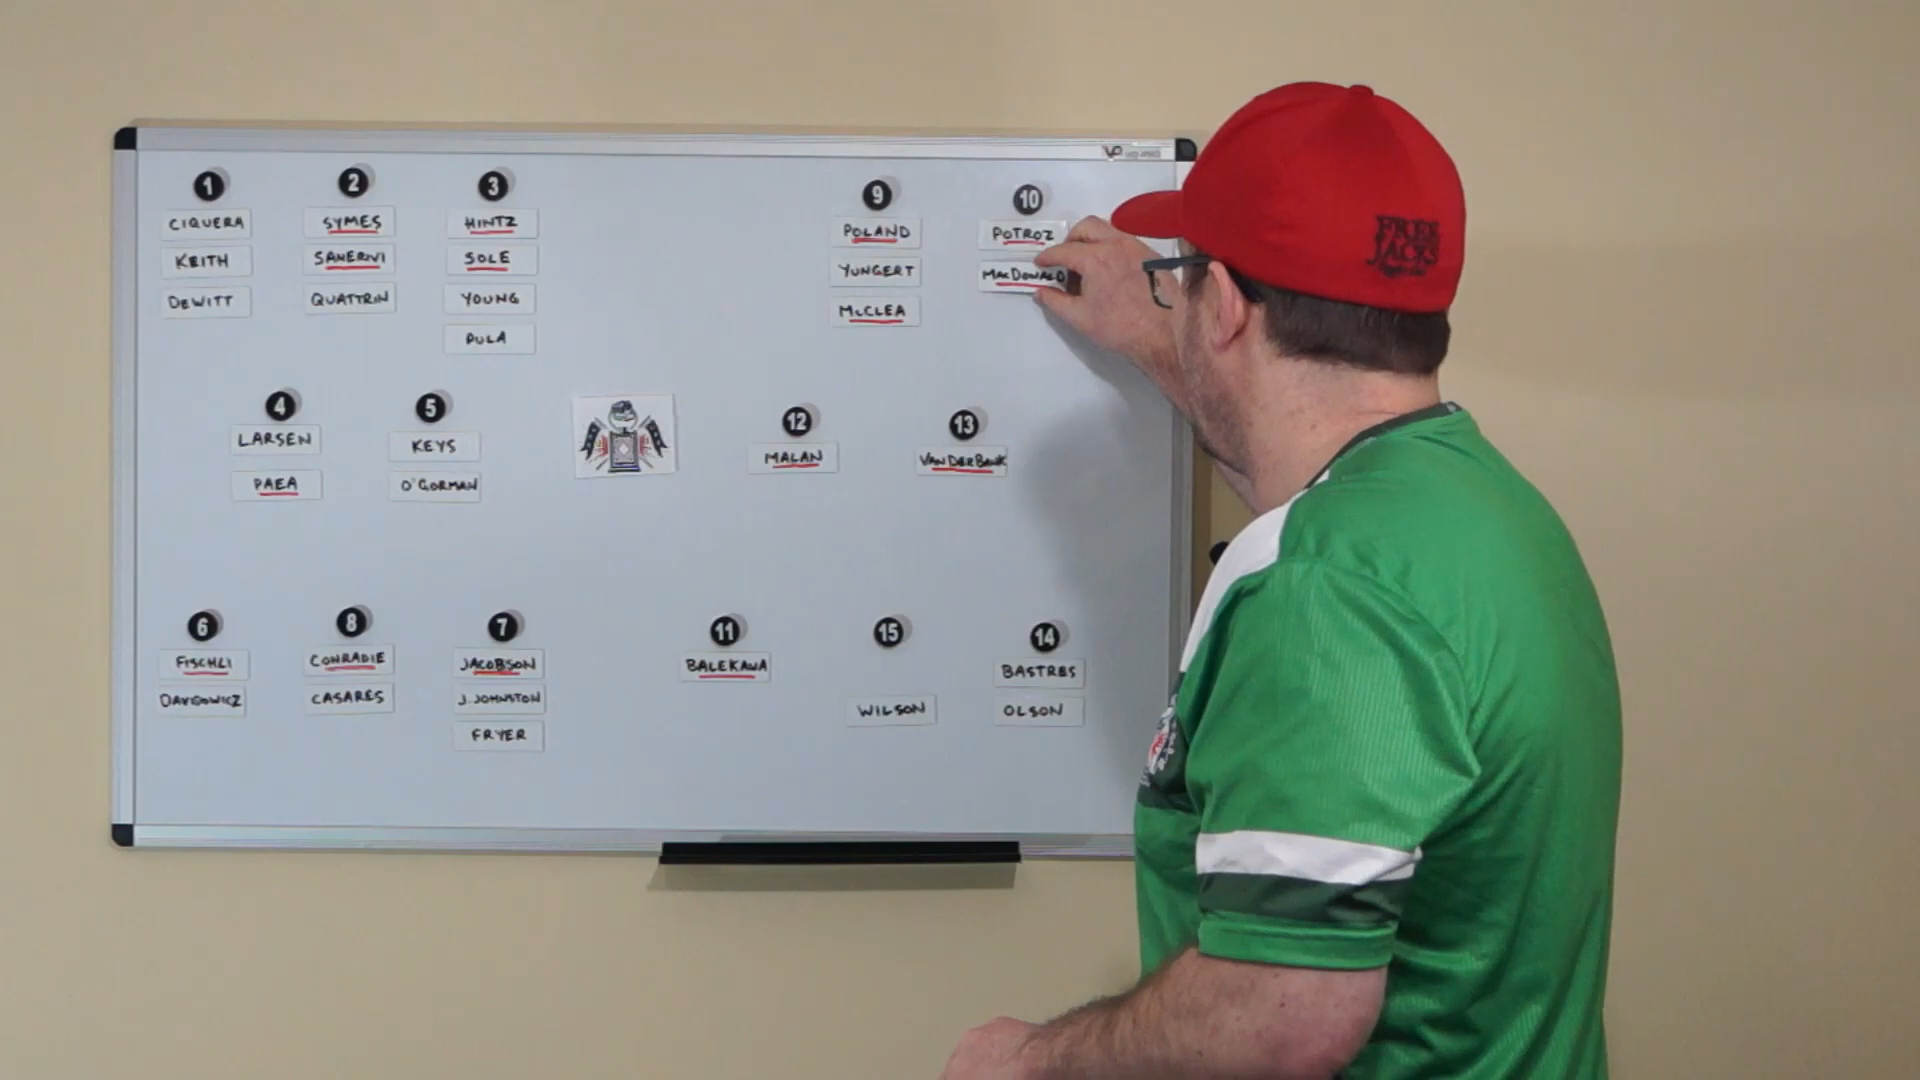 1
CIQUERA
KEITH
DEWITT
2
SYMES
SANERIVI
QUATTRIN
3
HINTZ
SOLE
YOUNG
PULA
9
POLAND
YUNGERT
McCLEA
10
POTROZ
MACDONALD
4
LARSEN
PAEA
5
KEYS
O'GORMAN
12
MALAN
13
VAN DER BANK
6
FISCHLI
DAVIDOWICZ
8
CONRADIE
CASARES
7
JACOBSON
J. JOHNSTON
FRYER
11
BALEKANA
15
WILSON
14
BASTRES
OLSON
FREE
JACKS